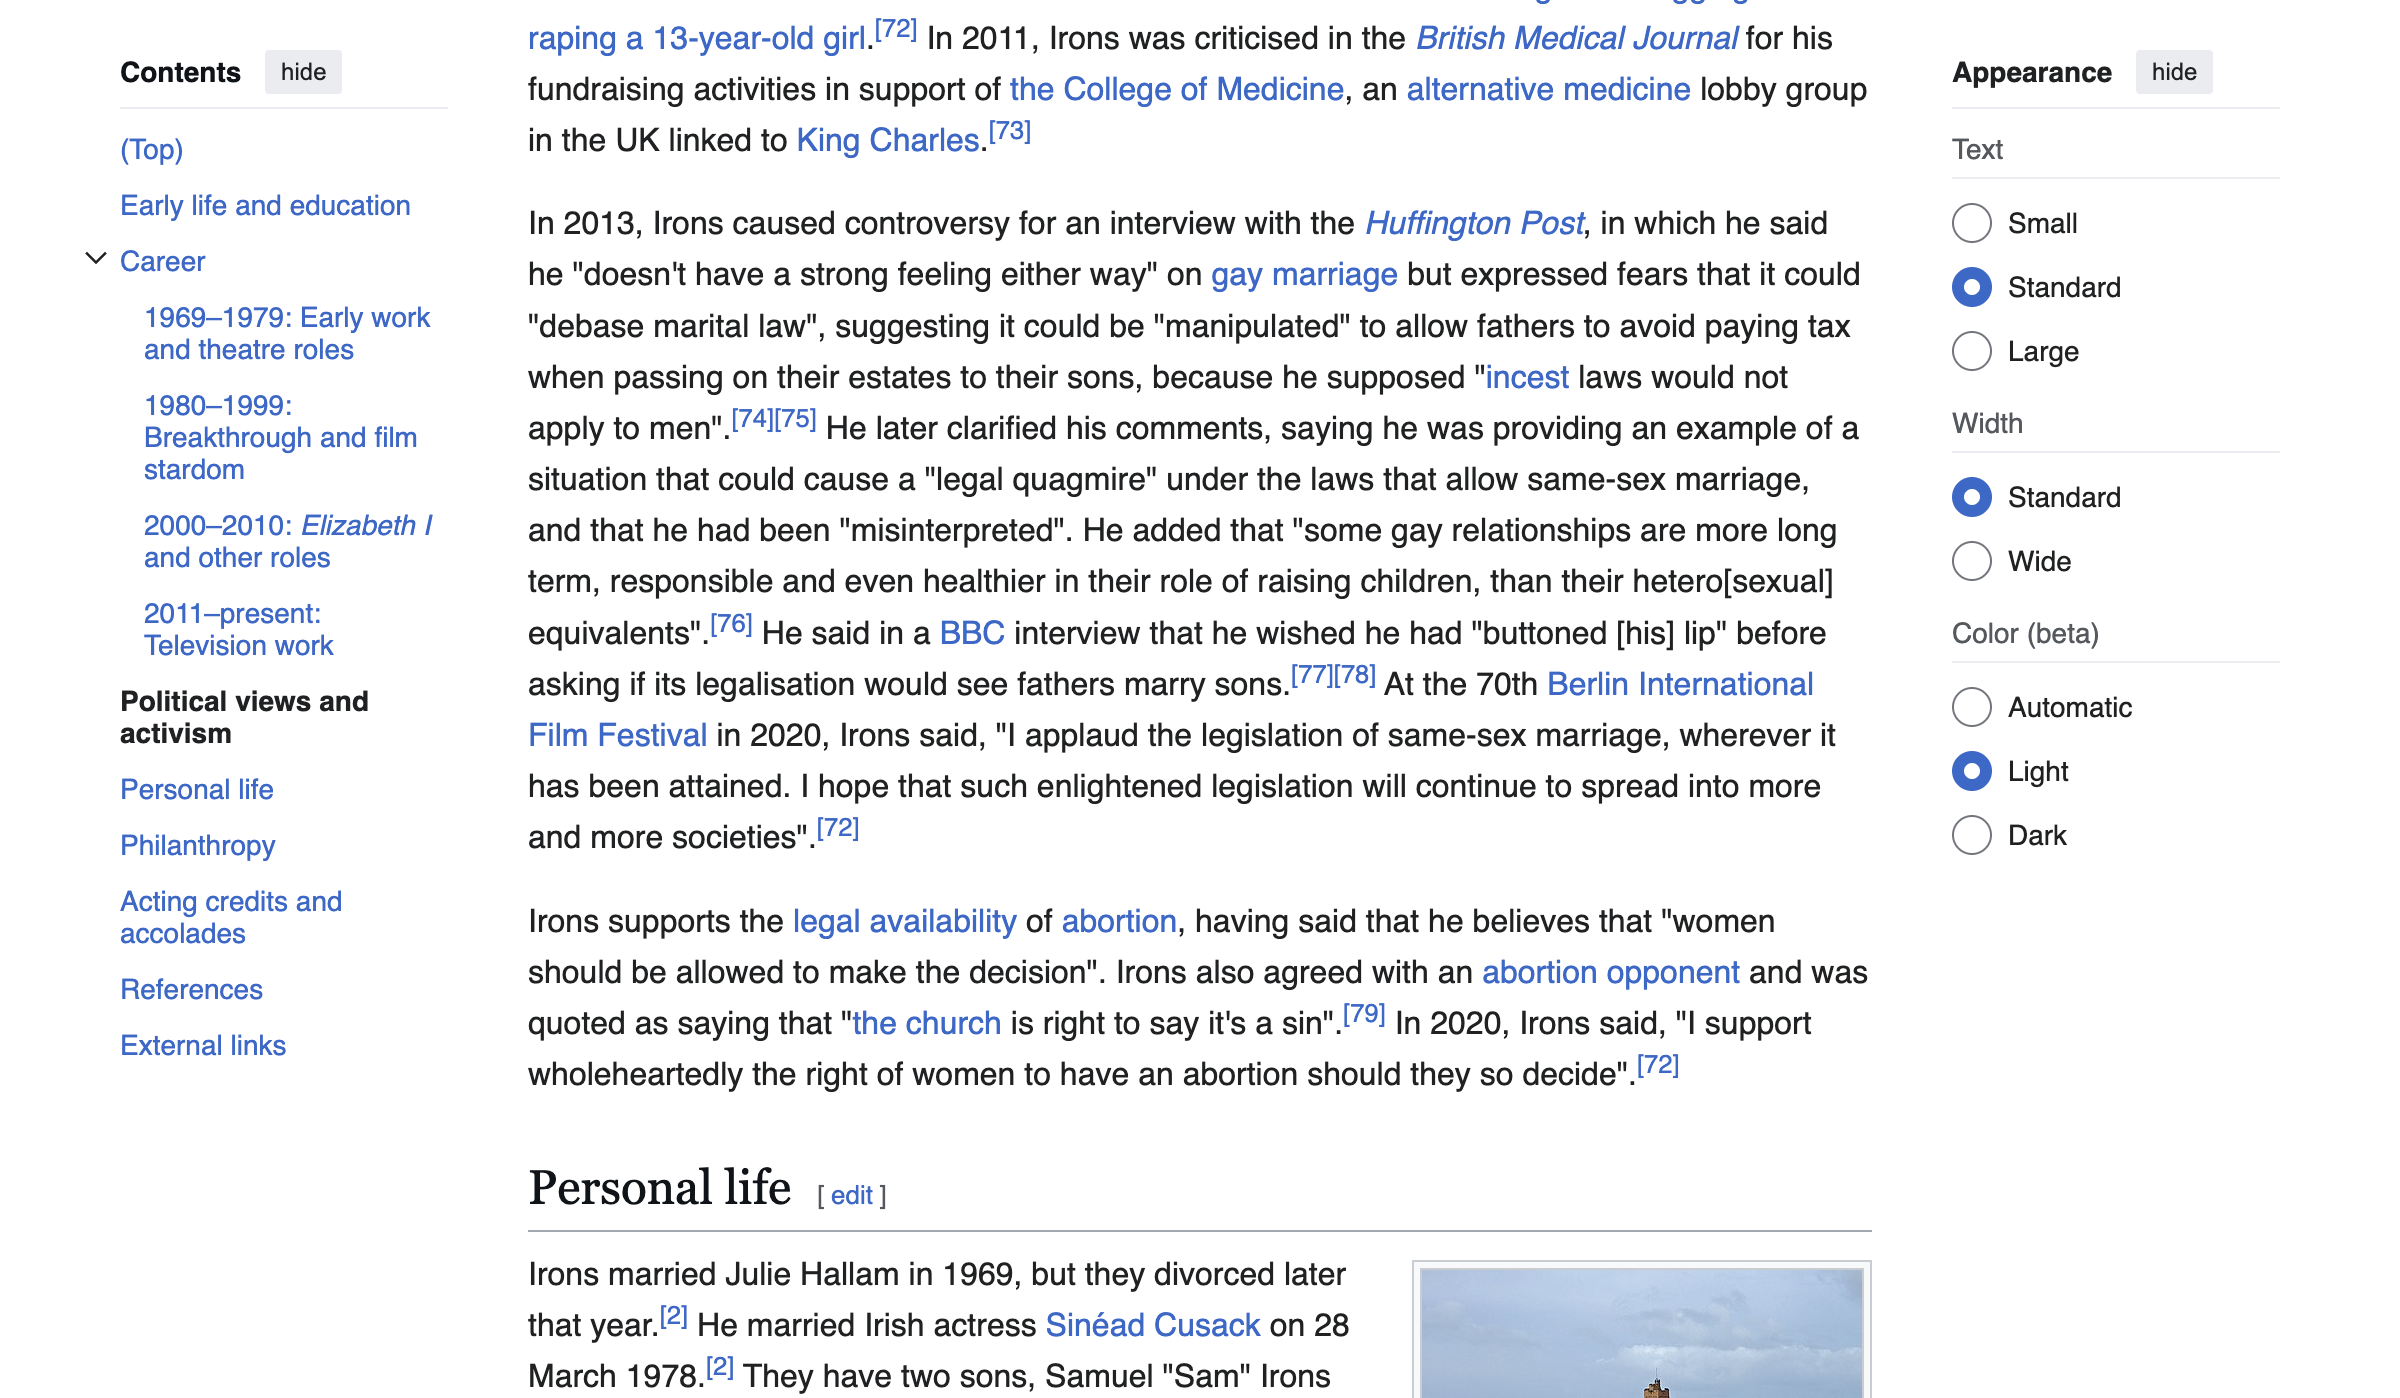 Contents hide
(Top)
Early life and education
Career
1969–1979: Early work
and theatre roles
1980–1999:
Breakthrough and film
stardom
2000–2010: Elizabeth I
and other roles
2011–present:
Television work
Political views and
activism
Personal life
Philanthropy
Acting credits and
accolades
References
External links
raping a 13-year-old girl.[72] In 2011, Irons was criticised in the British Medical Journal for his
fundraising activities in support of the College of Medicine, an alternative medicine lobby group
in the UK linked to King Charles.[73]
In 2013, Irons caused controversy for an interview with the Huffington Post, in which he said
he "doesn't have a strong feeling either way" on gay marriage but expressed fears that it could
"debase marital law", suggesting it could be "manipulated" to allow fathers to avoid paying tax
when passing on their estates to their sons, because he supposed "incest laws would not
apply to men".[74][75] He later clarified his comments, saying he was providing an example of a
situation that could cause a "legal quagmire" under the laws that allow same-sex marriage,
and that he had been "misinterpreted". He added that "some gay relationships are more long
term, responsible and even healthier in their role of raising children, than their hetero[sexual]
equivalents".[76] He said in a BBC interview that he wished he had "buttoned [his] lip" before
asking if its legalisation would see fathers marry sons.[77][78] At the 70th Berlin International
Film Festival in 2020, Irons said, "I applaud the legislation of same-sex marriage, wherever it
has been attained. I hope that such enlightened legislation will continue to spread into more
and more societies".[72]
Irons supports the legal availability of abortion, having said that he believes that "women
should be allowed to make the decision". Irons also agreed with an abortion opponent and was
quoted as saying that "the church is right to say it's a sin".[79] In 2020, Irons said, "I support
wholeheartedly the right of women to have an abortion should they so decide".[72]
Personal life [ edit ]
Irons married Julie Hallam in 1969, but they divorced later
that year.[2] He married Irish actress Sinéad Cusack on 28
March 1978.[2] They have two sons, Samuel "Sam" Irons
Appearance hide
Text
Small
Standard
Large
Width
Standard
Wide
Color (beta)
Automatic
Light
Dark